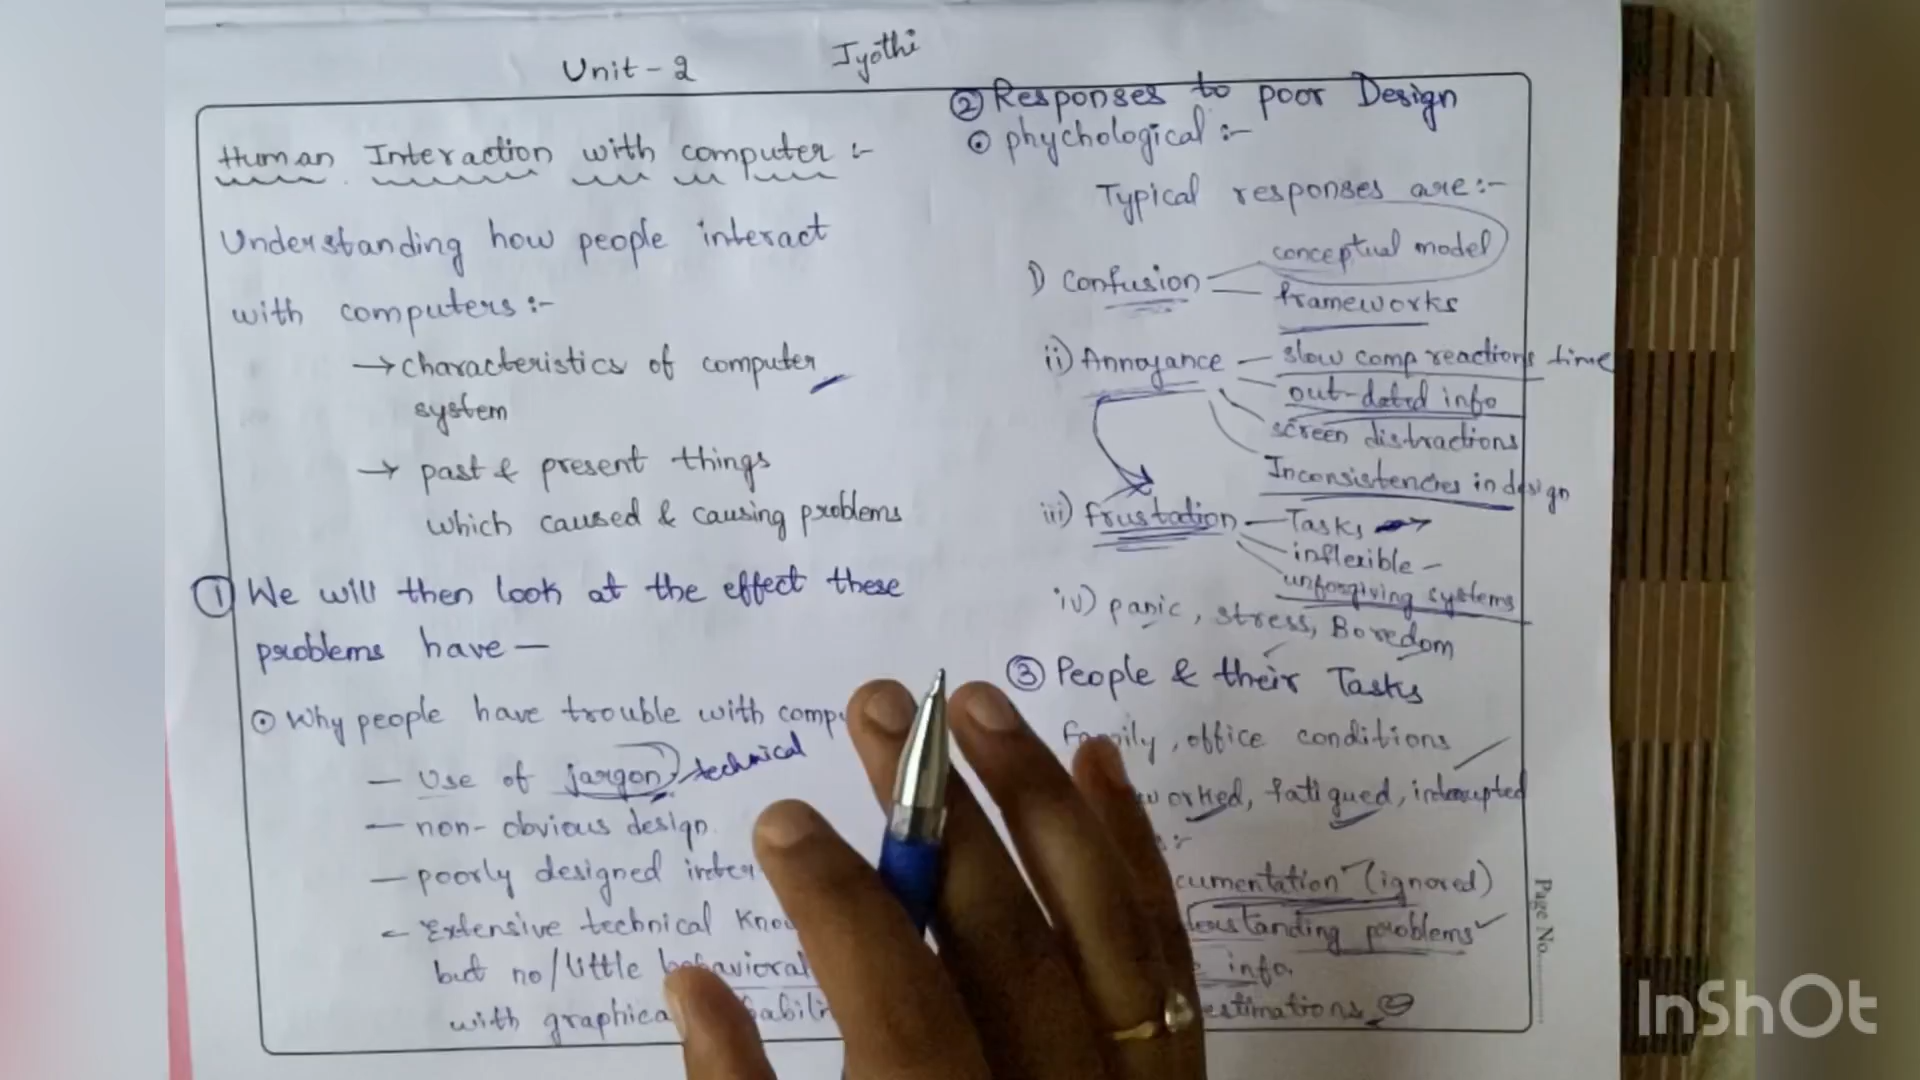 Unit - 2
Jyothi
Human Interaction with computer :-
Understanding how people interact
with computers :-
→ characteristics of computer
system
→ past & present things
which caused & causing problems
① We will then look at the effect these
problems have —
⊙ Why people have trouble with comp
— Use of jargon technical
— non-obvious design.
— poorly designed inter
— Extensive technical
but no/little behavioral
with
② Responses to poor Design
⊙ phychological :-
Typical responses are :-
i) Confusion — conceptual model
— frameworks
ii) Annoyance — slow comp reactions time
out-dated info
screen distractions
Inconsistencies in design
iii) frustation — Tasks →
inflexible —
unforgiving systems
iv) panic, stress, Boredom
③ People & their Tasks
family, office conditions
worked, fatigued, interrupted
cumentation (ignored)
problems
info.
estimations
Page No.
InShOt